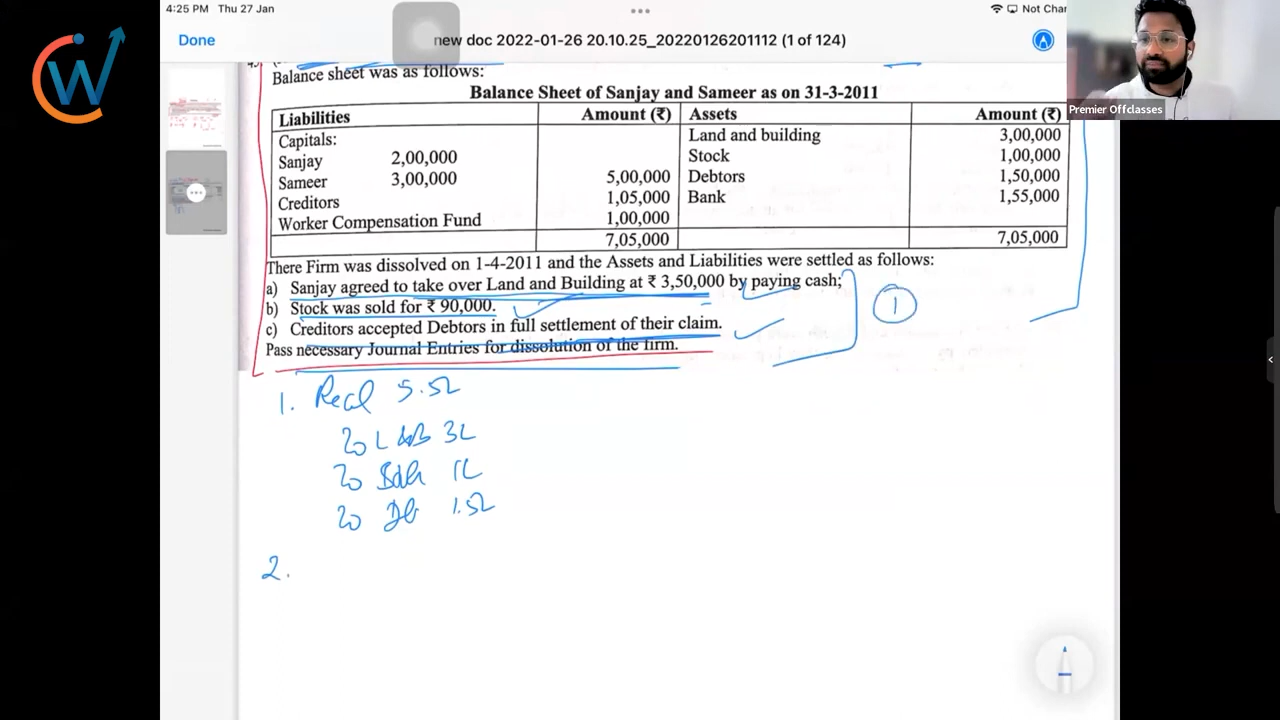 4:25 PM Thu 27 Jan
Not Char
Done
new doc 2022-01-26 20.10.25_20220126201112 (1 of 124)
Premier Offclasses
Balance sheet was as follows:
Balance Sheet of Sanjay and Sameer as on 31-3-2011
Liabilities Amount (₹) Assets Amount (₹)
Capitals: Land and building 3,00,000
Sanjay 2,00,000 Stock 1,00,000
Sameer 3,00,000 5,00,000 Debtors 1,50,000
Creditors 1,05,000 Bank 1,55,000
Worker Compensation Fund 1,00,000
7,05,000 7,05,000
There Firm was dissolved on 1-4-2011 and the Assets and Liabilities were settled as follows:
a) Sanjay agreed to take over Land and Building at ₹ 3,50,000 by paying cash;
b) Stock was sold for ₹ 90,000.
c) Creditors accepted Debtors in full settlement of their claim.
Pass necessary Journal Entries for dissolution of the firm.
1
1. Real 5.5L
To L&B 3L
To 1L
To Db 1.5L
2.